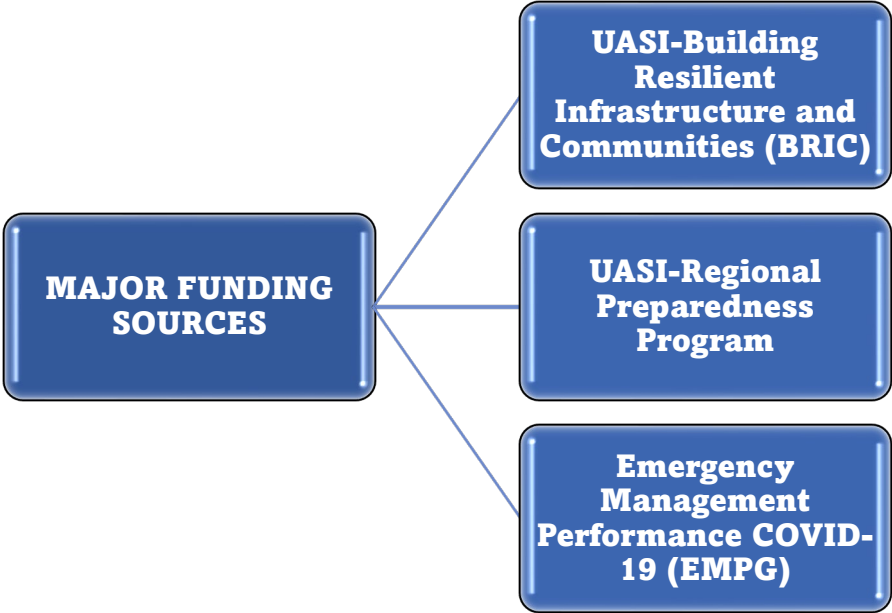 MAJOR FUNDING
SOURCES
UASI-Building
Resilient
Infrastructure and
Communities (BRIC)
UASI-Regional
Preparedness
Program
Emergency
Management
Performance COVID-
19 (EMPG)